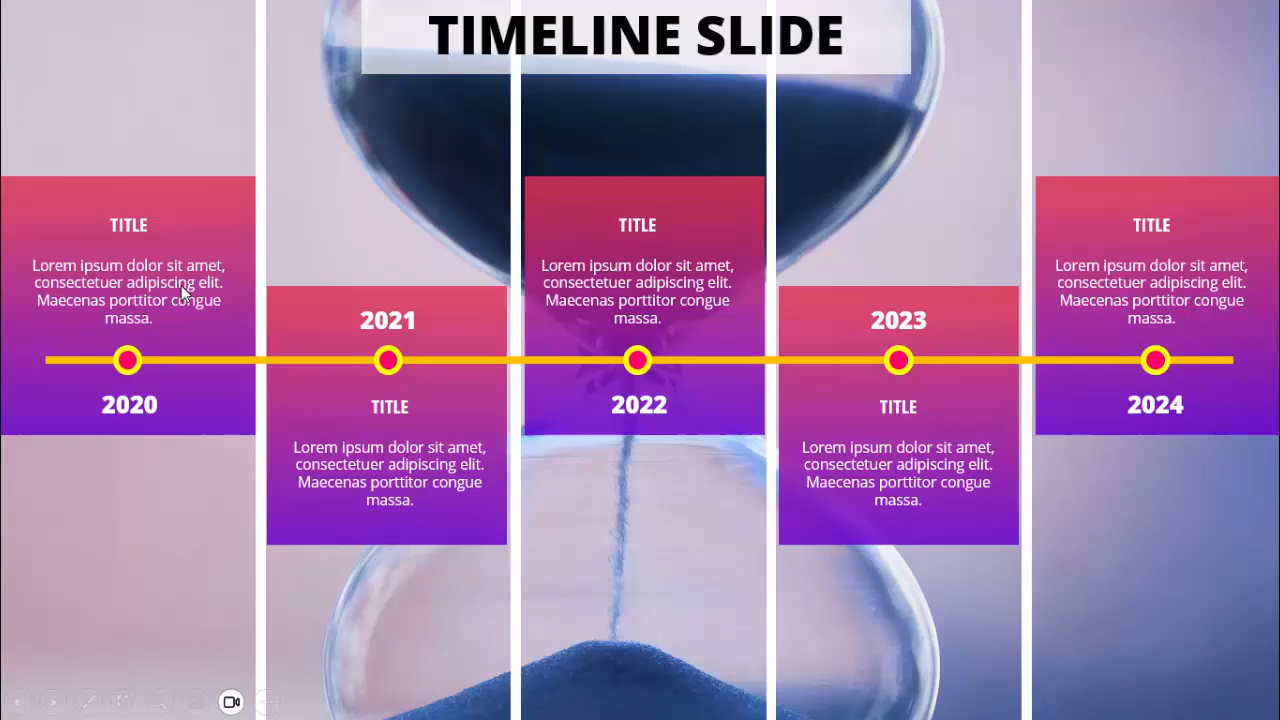 TIMELINE SLIDE
TITLE
Lorem ipsum dolor sit amet,
consectetuer adipiscing elit.
Maecenas porttitor congue
massa.
2020
2021
TITLE
Lorem ipsum dolor sit amet,
consectetuer adipiscing elit.
Maecenas porttitor congue
massa.
TITLE
Lorem ipsum dolor sit amet,
consectetuer adipiscing elit.
Maecenas porttitor congue
massa.
2022
2023
TITLE
Lorem ipsum dolor sit amet,
consectetuer adipiscing elit.
Maecenas porttitor congue
massa.
TITLE
Lorem ipsum dolor sit amet,
consectetuer adipiscing elit.
Maecenas porttitor congue
massa.
2024